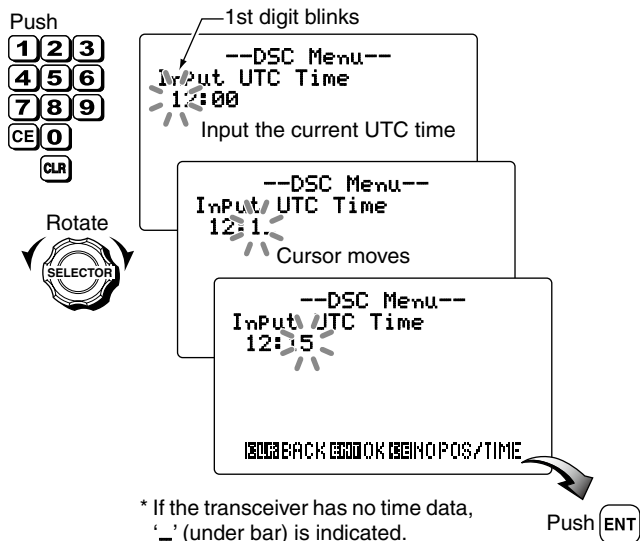 Push
1st digit blinks
1 2 3
4 5 6
7 8 9
CE 0
CLR
--DSC Menu--
Input UTC Time
12:00
Input the current UTC time
Rotate
SELECTOR
--DSC Menu--
Input UTC Time
12:1
Cursor moves
--DSC Menu--
Input UTC Time
12:15
CLR BACK ENT OK CE NOPOS/TIME
Push ENT
* If the transceiver has no time data,
‘_’ (under bar) is indicated.